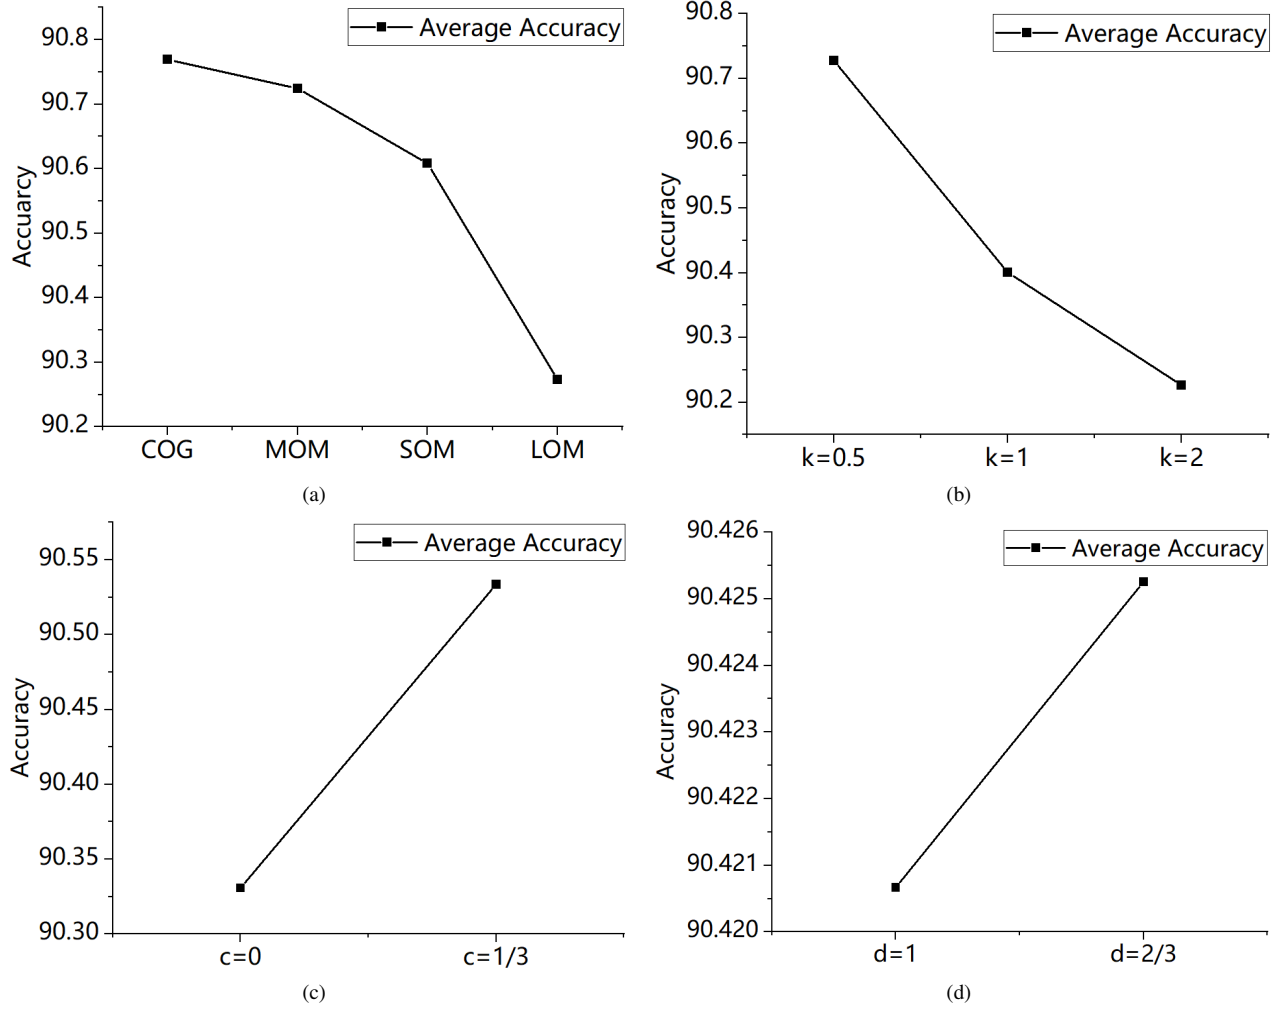 Average Accuracy
90.8
90.7
90.6
90.5
90.4
90.3
90.2
Accuarcy
COG MOM SOM LOM
(a)
Average Accuracy
90.8
90.7
90.6
90.5
90.4
90.3
90.2
Accuracy
k=0.5 k=1 k=2
(b)
Average Accuracy
90.55
90.50
90.45
90.40
90.35
90.30
Accuracy
c=0 c=1/3
(c)
Average Accuracy
90.426
90.425
90.424
90.423
90.422
90.421
90.420
Accuracy
d=1 d=2/3
(d)